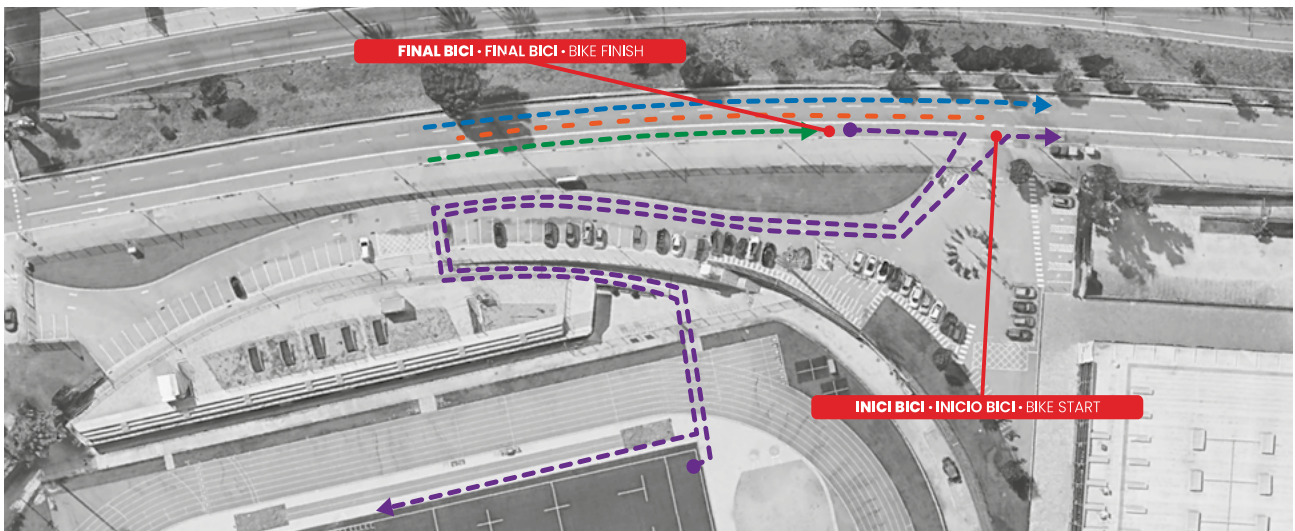 FINAL BICI • FINAL BICI • BIKE FINISH
INICI BICI • INICIO BICI • BIKE START